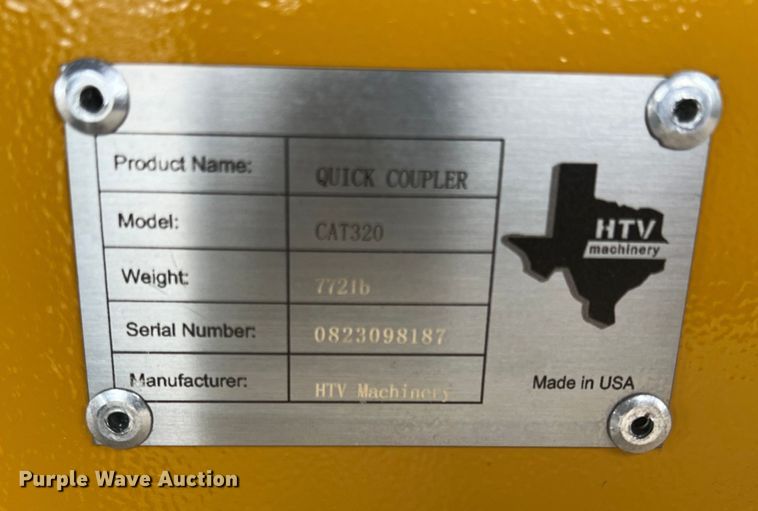 Product Name: QUICK COUPLER
Model: CAT320
Weight: 772lb
Serial Number: 0823098187
Manufacturer: HTV Machinery
HTV
machinery
Made in USA
Purple Wave Auction